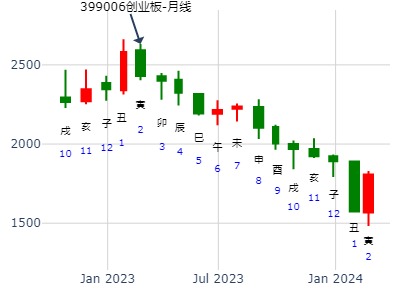 399006创业板-月线
2500
2000
1500
戌 亥 子 丑 寅 卯 辰 巳 午 未 申 酉 戌 亥 子 丑 寅
10 11 12 1 2 3 4 5 6 7 8 9 10 11 12 1 2
Jan 2023 Jul 2023 Jan 2024